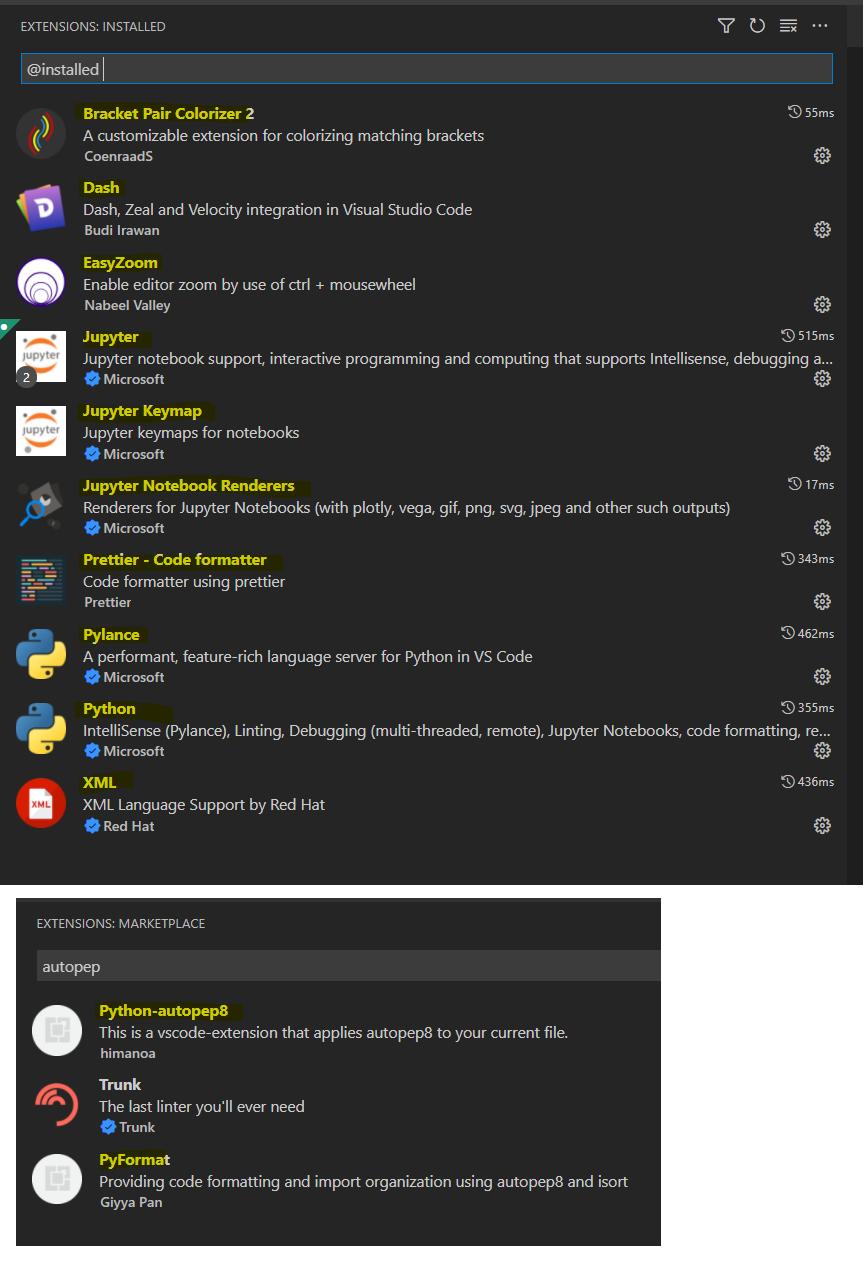 EXTENSIONS: INSTALLED
@installed
Bracket Pair Colorizer 2
55ms
A customizable extension for colorizing matching brackets
CoenraadS
Dash
Dash, Zeal and Velocity integration in Visual Studio Code
Budi Irawan
EasyZoom
Enable editor zoom by use of ctrl + mousewheel
Nabeel Valley
jupyter
2
Jupyter
515ms
Jupyter notebook support, interactive programming and computing that supports Intellisense, debugging a...
Microsoft
jupyter
Jupyter Keymap
Jupyter keymaps for notebooks
Microsoft
Jupyter Notebook Renderers
17ms
Renderers for Jupyter Notebooks (with plotly, vega, gif, png, svg, jpeg and other such outputs)
Microsoft
Prettier - Code formatter
343ms
Code formatter using prettier
Prettier
Pylance
462ms
A performant, feature-rich language server for Python in VS Code
Microsoft
Python
355ms
IntelliSense (Pylance), Linting, Debugging (multi-threaded, remote), Jupyter Notebooks, code formatting, re...
Microsoft
XML
XML
436ms
XML Language Support by Red Hat
Red Hat
EXTENSIONS: MARKETPLACE
autopep
Python-autopep8
This is a vscode-extension that applies autopep8 to your current file.
himanoa
Trunk
The last linter you'll ever need
Trunk
PyFormat
Providing code formatting and import organization using autopep8 and isort
Giyya Pan